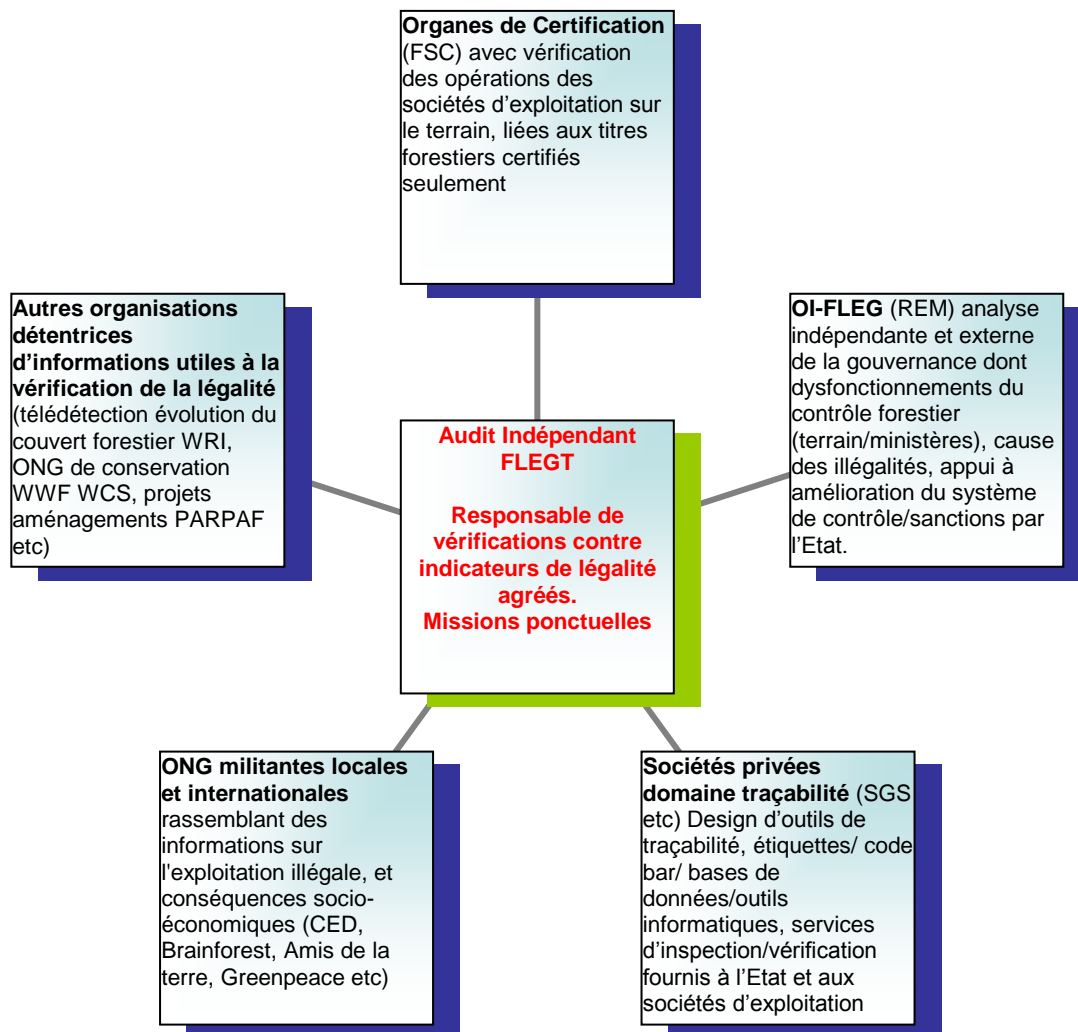 Organes de Certification
(FSC) avec vérification
des opérations des
sociétés d'exploitation sur
le terrain, liées aux titres
forestiers certifiés
seulement
Autres organisations
détentrices
d'informations utiles à la
vérification de la légalité
(télédétection évolution du
couvert forestier WRI,
ONG de conservation
WWF WCS, projets
aménagements PARPAF
etc)
OI-FLEG (REM) analyse
indépendante et externe
de la gouvernance dont
dysfonctionnements du
contrôle forestier
(terrain/ministères), cause
des illégalités, appui à
amélioration du système
de contrôle/sanctions par
l'Etat.
Audit Indépendant
FLEGT
Responsable de
vérifications contre
indicateurs de légalité
agréés.
Missions ponctuelles
ONG militantes locales
et internationales
rassemblant des
informations sur
l'exploitation illégale, et
conséquences socio-
économiques (CED,
Brainforest, Amis de la
terre, Greenpeace etc)
Sociétés privées
domaine traçabilité (SGS
etc) Design d'outils de
traçabilité, étiquettes/ code
bar/ bases de
données/outils
informatiques, services
d'inspection/vérification
fournis à l'Etat et aux
sociétés d'exploitation